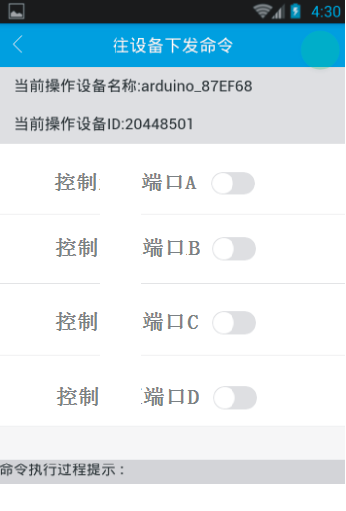 4:30
往设备下发命令
当前操作设备名称:arduino_87EF68
当前操作设备ID:20448501
控制 端口A
控制 端口B
控制 端口C
控制 端口D
命令执行过程提示：